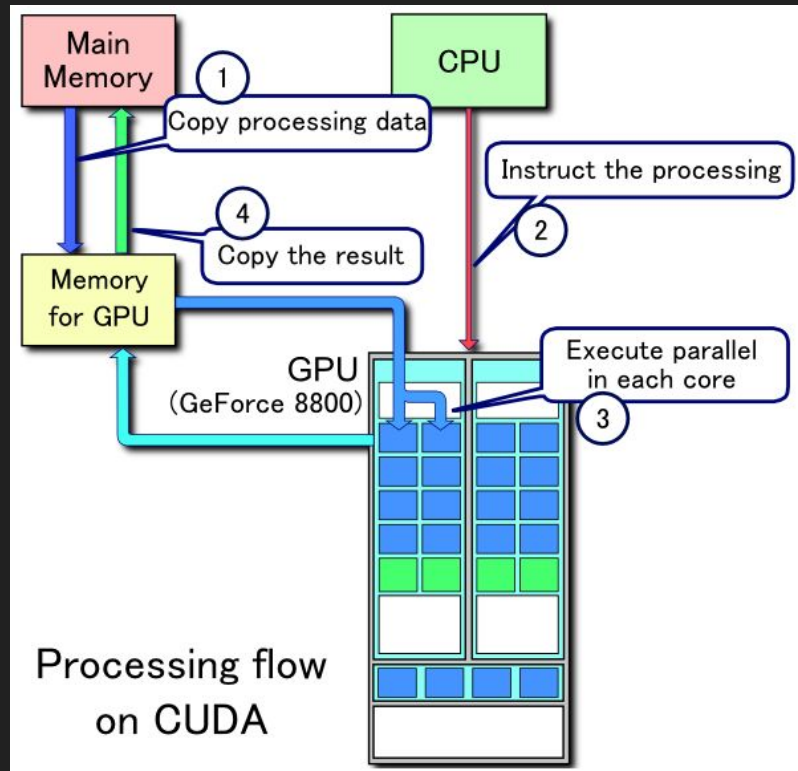 Main
Memory
CPU
1
Copy processing data
Instruct the processing
2
4
Copy the result
Memory
for GPU
GPU
(GeForce 8800)
Execute parallel
in each core
3
Processing flow
on CUDA